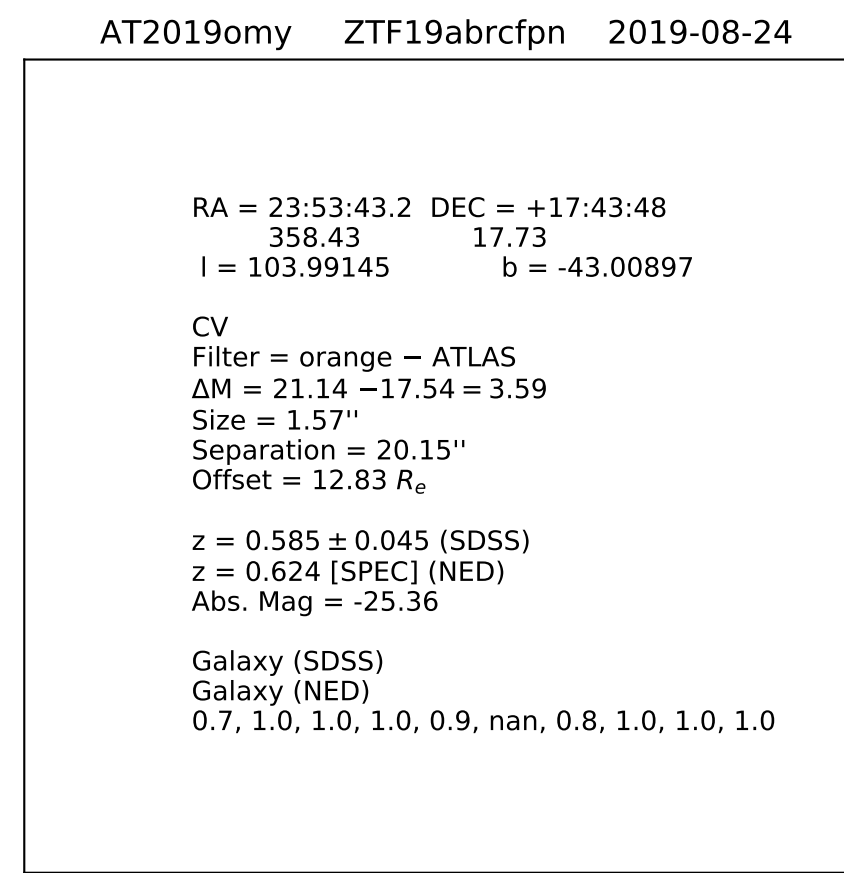 AT2019omy ZTF19abrcfpn 2019-08-24
RA = 23:53:43.2 DEC = +17:43:48
358.43 17.73
l = 103.99145 b = -43.00897
CV
Filter = orange − ATLAS
ΔM = 21.14 −17.54 = 3.59
Size = 1.57''
Separation = 20.15''
Offset = 12.83 Rₑ
z = 0.585 ± 0.045 (SDSS)
z = 0.624 [SPEC] (NED)
Abs. Mag = -25.36
Galaxy (SDSS)
Galaxy (NED)
0.7, 1.0, 1.0, 1.0, 0.9, nan, 0.8, 1.0, 1.0, 1.0